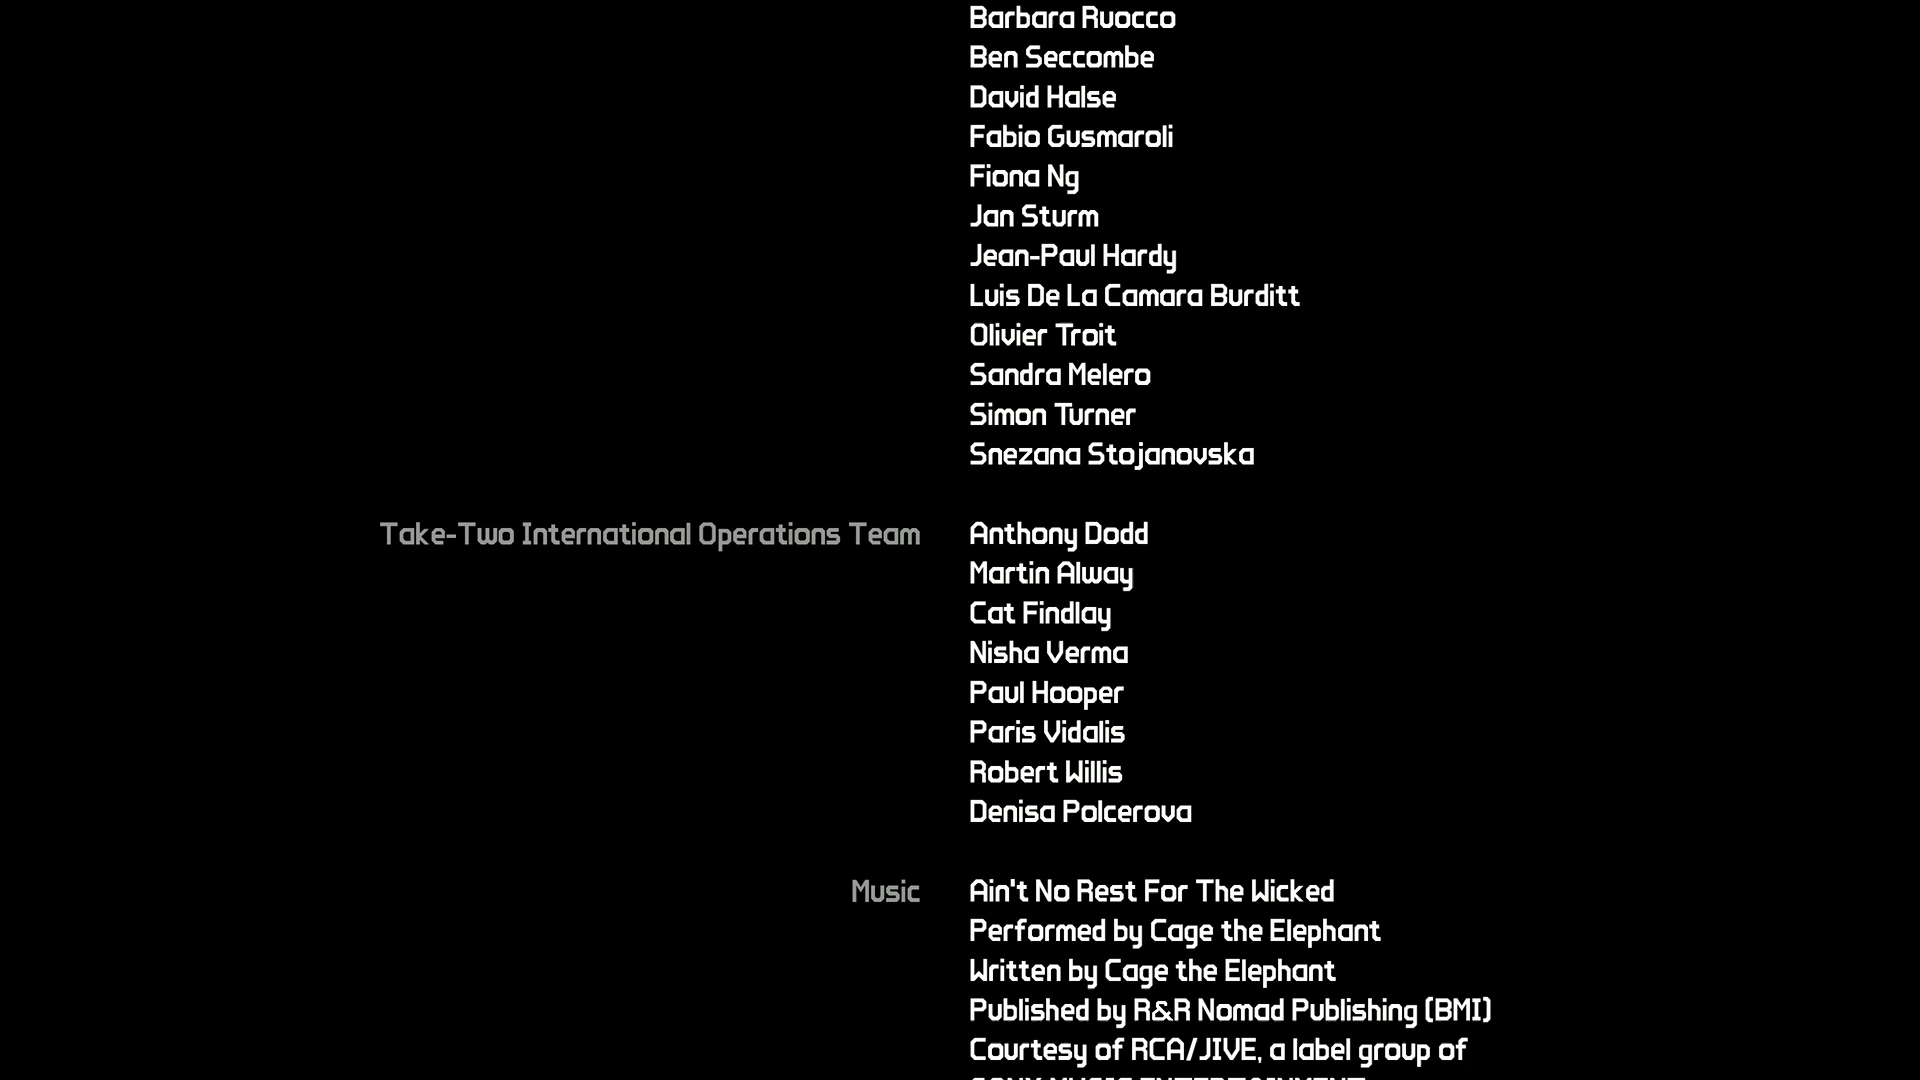 Barbara Ruocco
Ben Seccombe
David Halse
Fabio Gusmaroli
Fiona Ng
Jan Sturm
Jean-Paul Hardy
Luis De La Camara Burditt
Olivier Troit
Sandra Melero
Simon Turner
Snezana Stojanovska
Take-Two International Operations Team Anthony Dodd
Martin Alway
Cat Findlay
Nisha Verma
Paul Hooper
Paris Vidalis
Robert Willis
Denisa Polcerova
Music Ain't No Rest For The Wicked
Performed by Cage the Elephant
Written by Cage the Elephant
Published by R&R Nomad Publishing (BMI)
Courtesy of RCA/JIVE, a label group of
SONY MUSIC ENTERTAINMENT